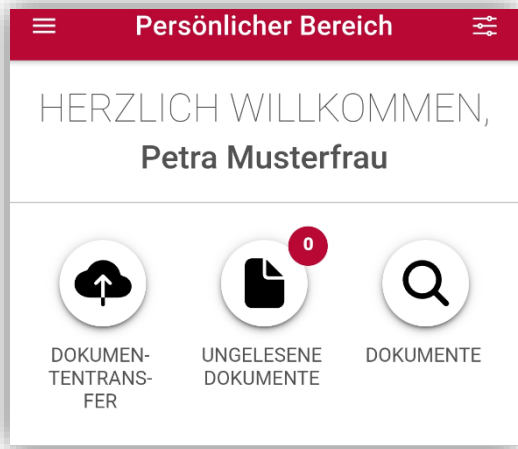 Persönlicher Bereich
HERZLICH WILLKOMMEN,
Petra Musterfrau
0
DOKUMEN-
TENTRANS-
FER
UNGELESENE
DOKUMENTE
DOKUMENTE